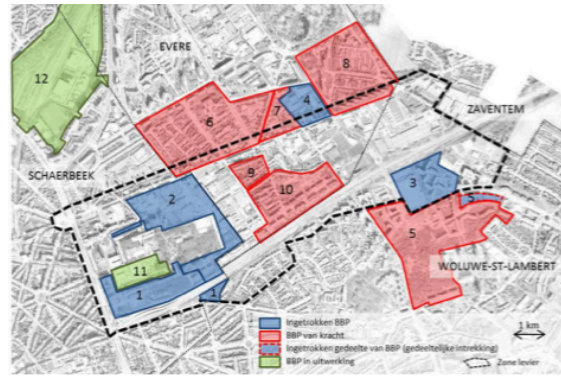 EVERE
12
8
4
7
ZAVENTEM
6
SCHAERBEEK
9
10
2
3
5
5
11
WOLUWE-ST-LAMBERT
1
1
1 km
Ingetrokken BBP
BBP van kracht
Ingetrokken gedeelte van BBP (gedeeltelijke intrekking)
BBP in uitwerking
Zone levier